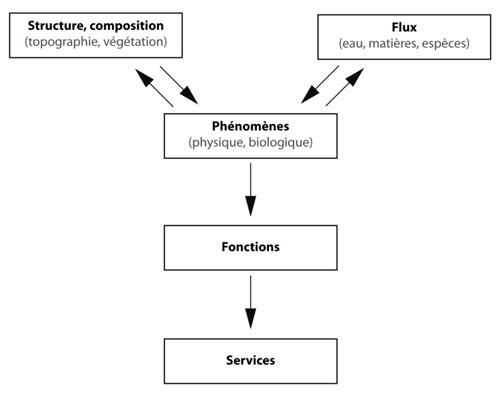 Structure, composition
(topographie, végétation)
Flux
(eau, matières, espèces)
Phénomènes
(physique, biologique)
Fonctions
Services